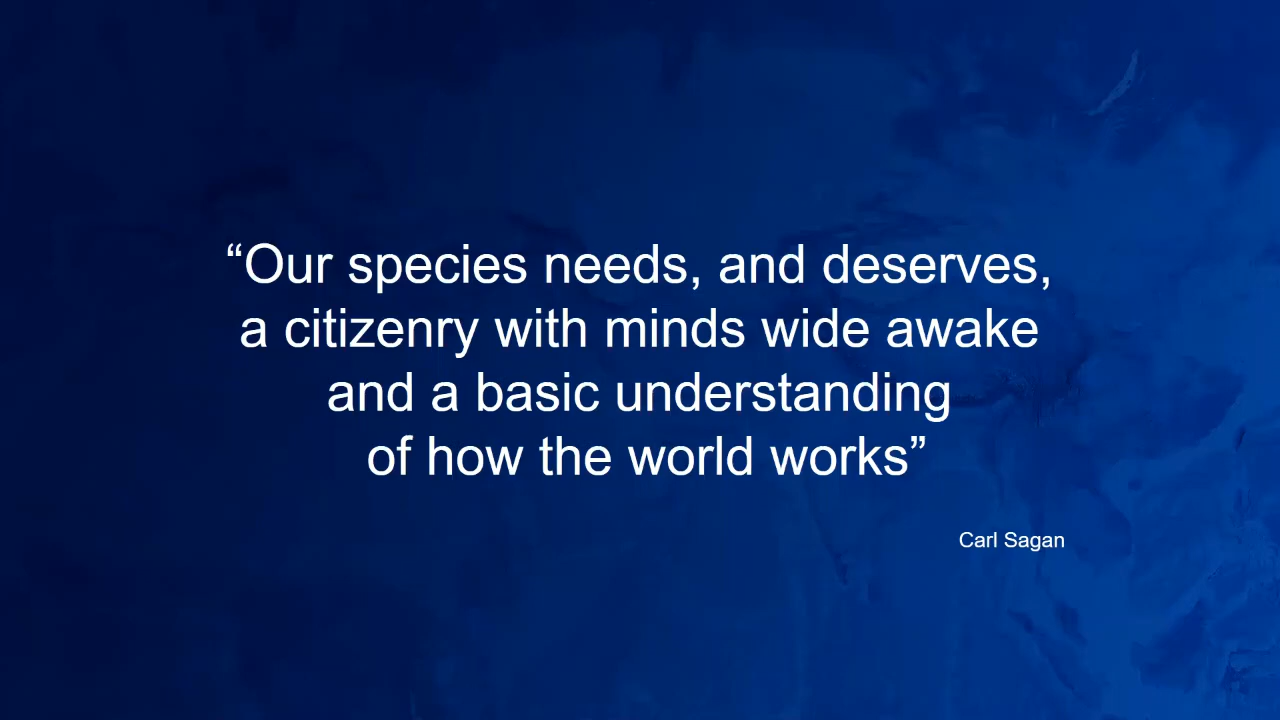 “Our species needs, and deserves,
a citizenry with minds wide awake
and a basic understanding
of how the world works”
Carl Sagan